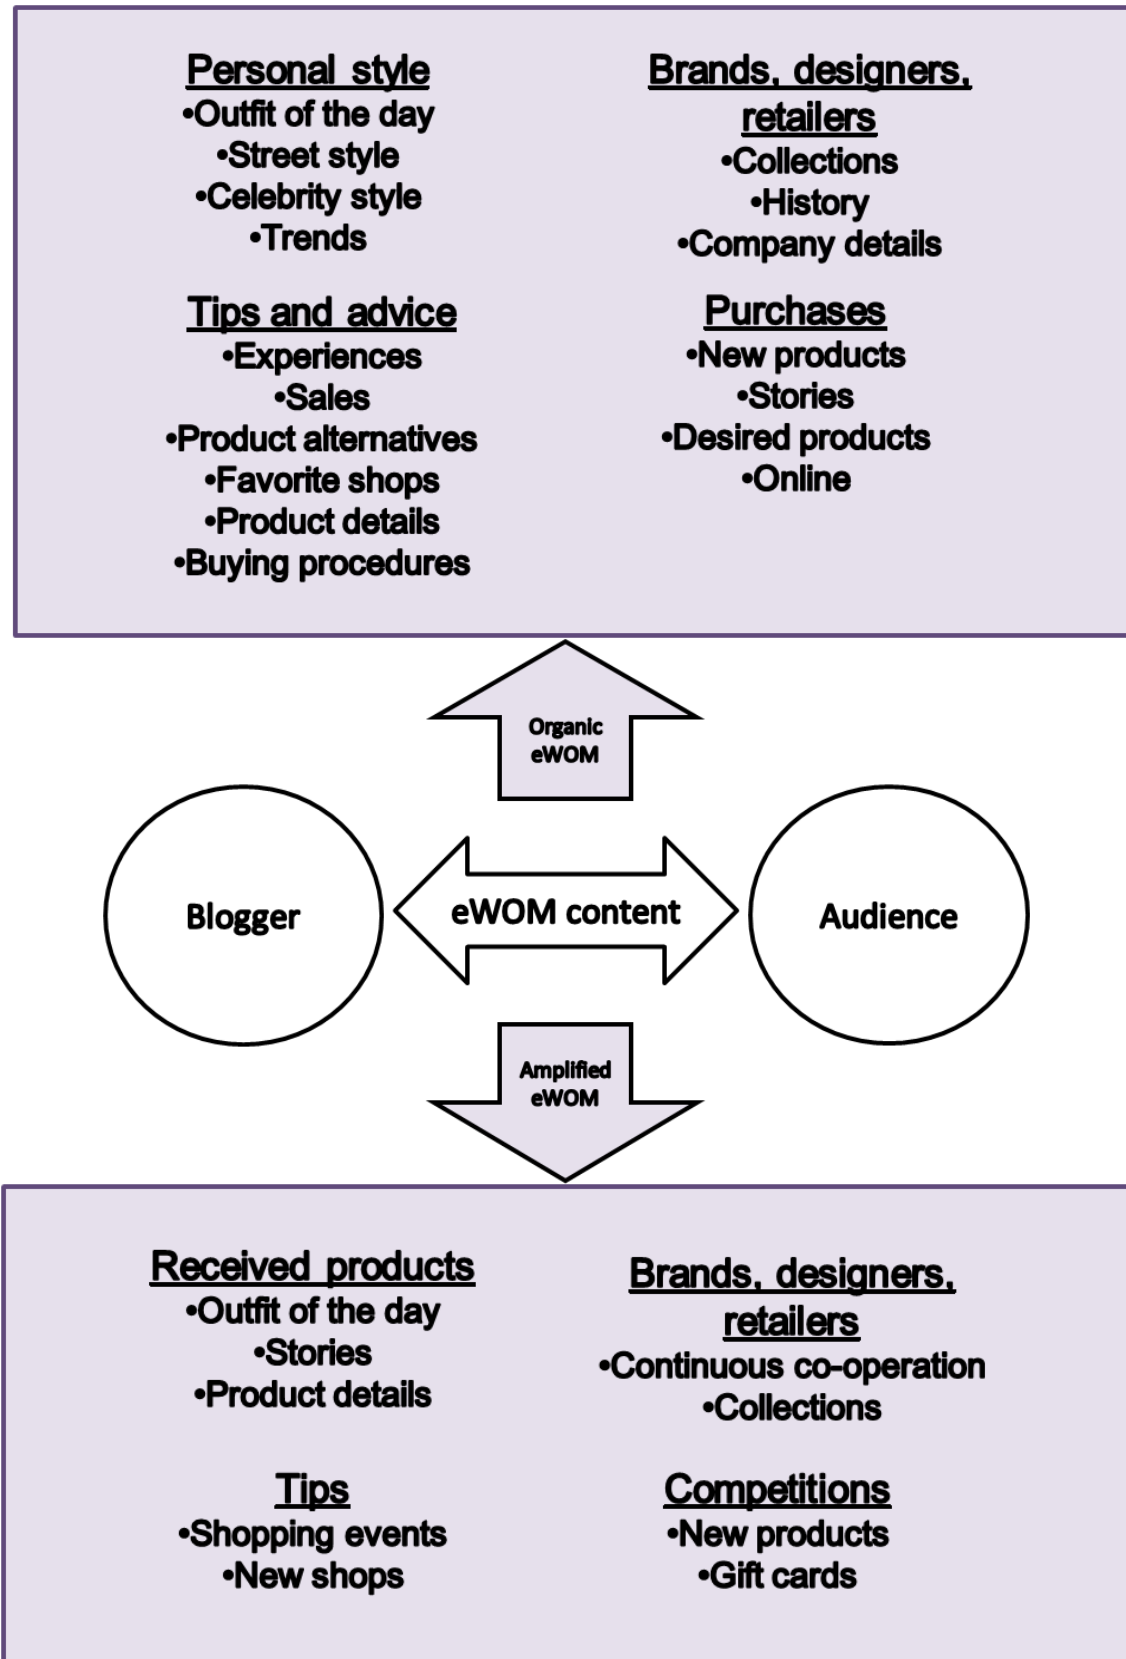 Personal style
•Outfit of the day
•Street style
•Celebrity style
•Trends
Tips and advice
•Experiences
•Sales
•Product alternatives
•Favorite shops
•Product details
•Buying procedures
Brands, designers,
retailers
•Collections
•History
•Company details
Purchases
•New products
•Stories
•Desired products
•Online
Organic
eWOM
Blogger
eWOM content
Audience
Amplified
eWOM
Received products
•Outfit of the day
•Stories
•Product details
Tips
•Shopping events
•New shops
Brands, designers,
retailers
•Continuous co-operation
•Collections
Competitions
•New products
•Gift cards